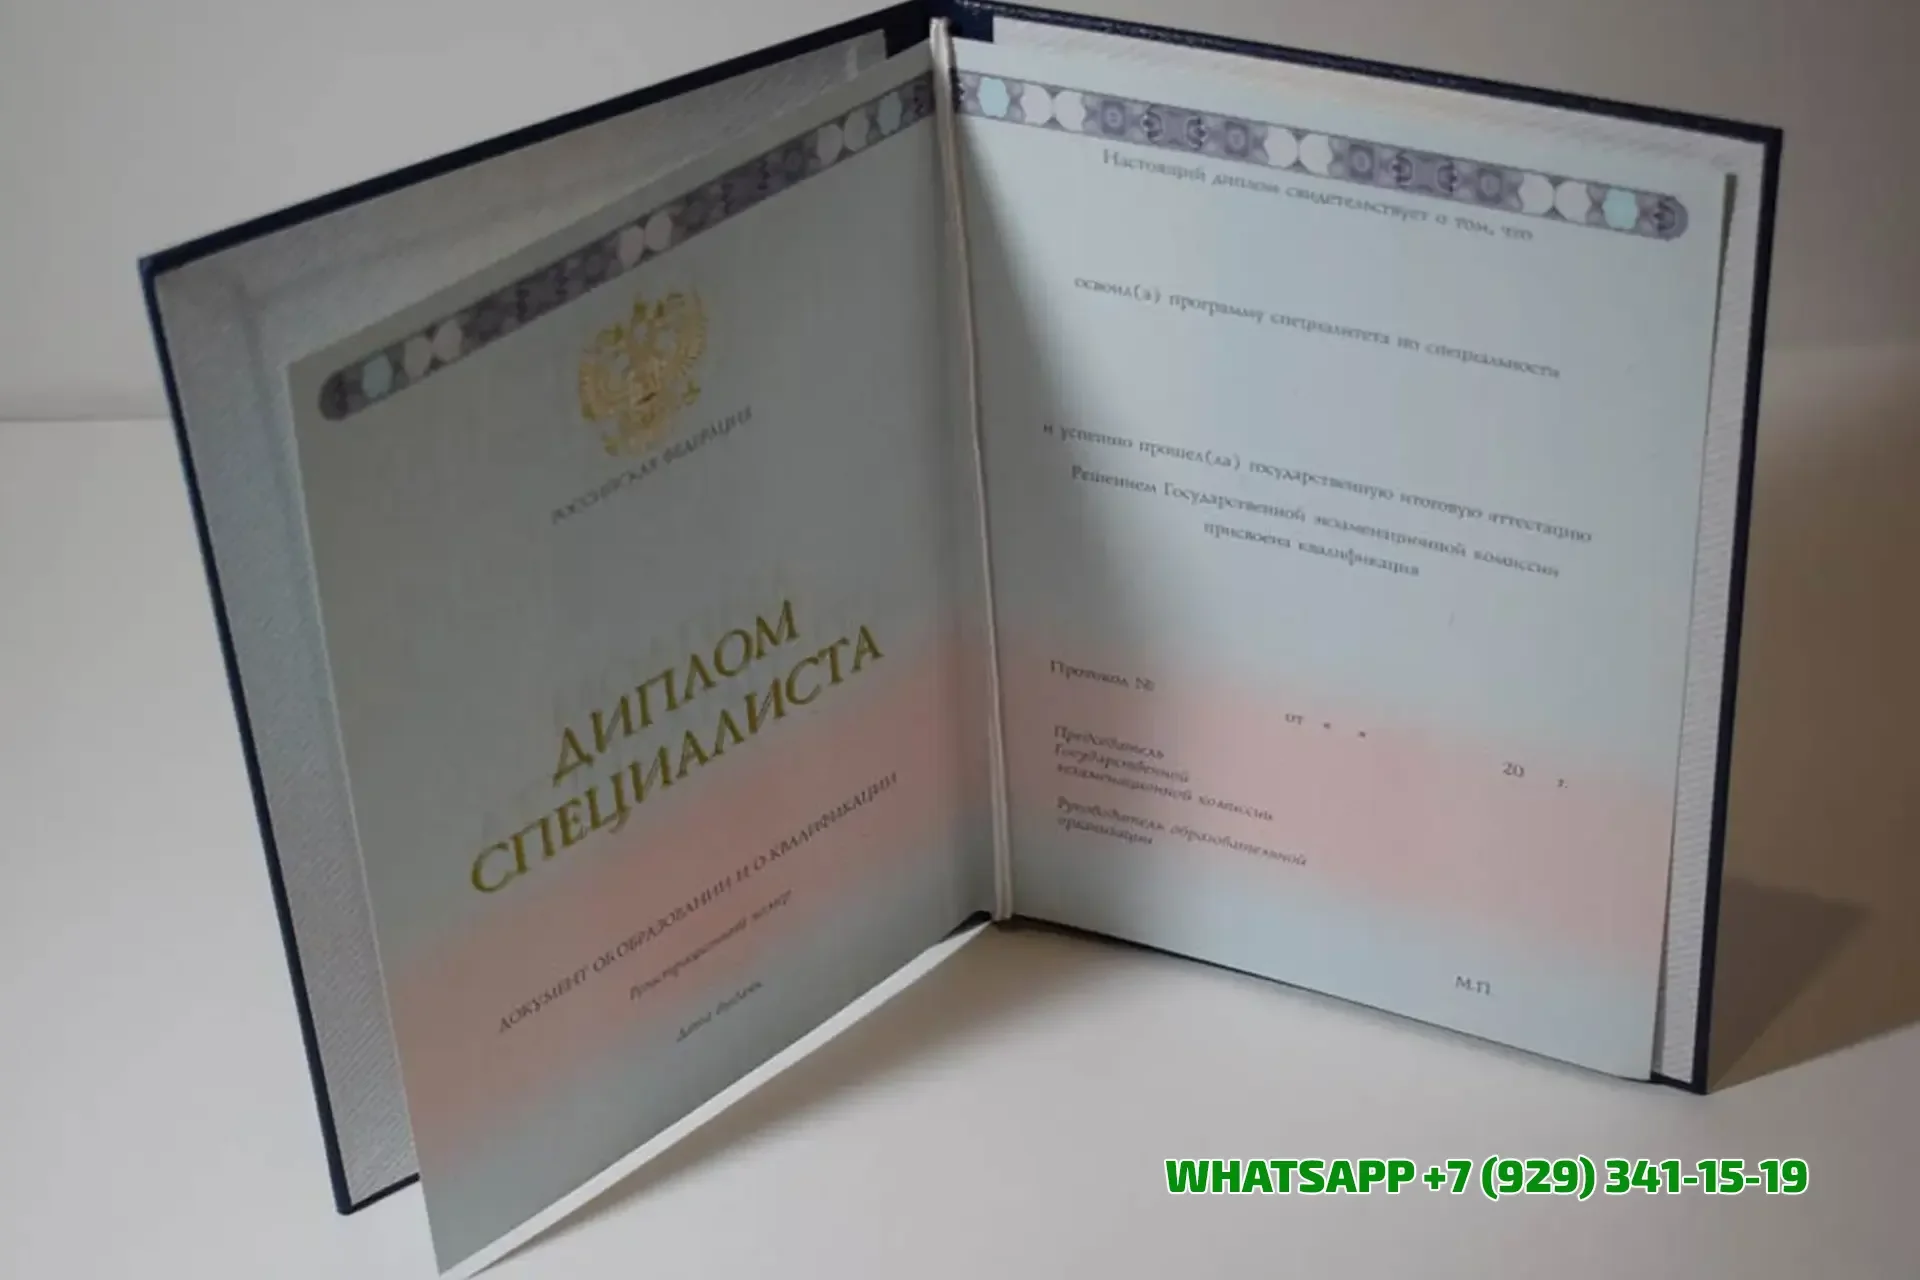 РОССИЙСКАЯ ФЕДЕРАЦИЯ
ДИПЛОМ
СПЕЦИАЛИСТА
ДОКУМЕНТ ОБ ОБРАЗОВАНИИ И О КВАЛИФИКАЦИИ
Регистрационный номер
Дата выдачи
Настоящий диплом свидетельствует о том, что
освоил(а) программу специалитета по специальности
и успешно прошел(ла) государственную итоговую аттестацию
Решением Государственной экзаменационной комиссии
присвоена квалификация
Протокол №
от « »
20 г.
Председатель
Государственной
экзаменационной комиссии
Руководитель образовательной
организации
М.П.
WHATSAPP +7 (929) 341-15-19